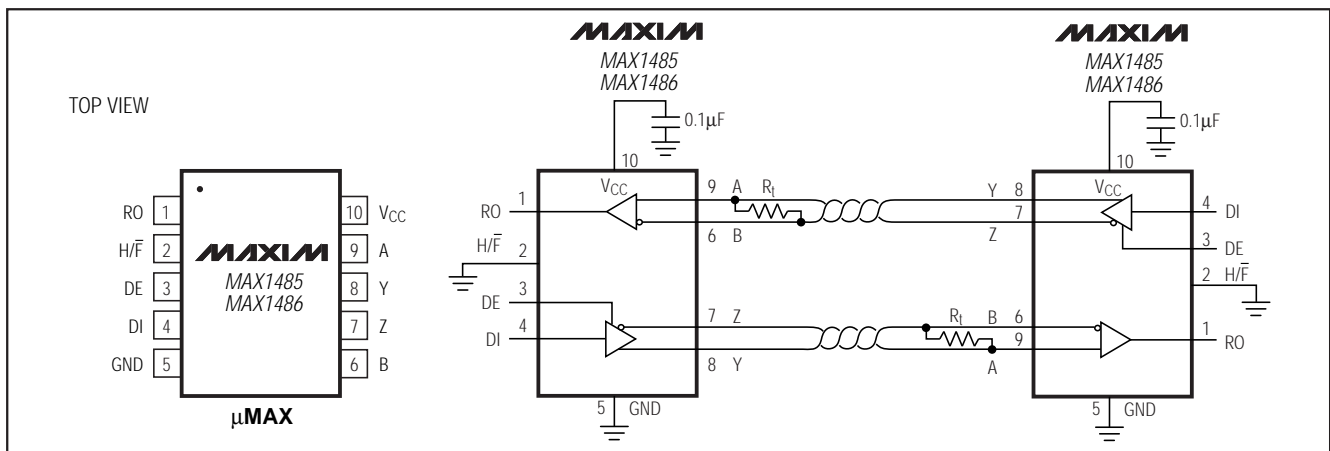 TOP VIEW
RO 1
H/F̅ 2
DE 3
DI 4
GND 5
10 VCC
9 A
8 Y
7 Z
6 B
MAXIM
MAX1485
MAX1486
µMAX
MAXIM
MAX1485
MAX1486
0.1µF
10
VCC
1
RO
H/F̅
2
3
DE
4
DI
9 A Rt
6 B
7 Z
8 Y
5 GND
MAXIM
MAX1485
MAX1486
0.1µF
10
VCC
Y 8
7
Z
4
DI
3
DE
2 H/F̅
Rt B 6
9
A
1
RO
5 GND